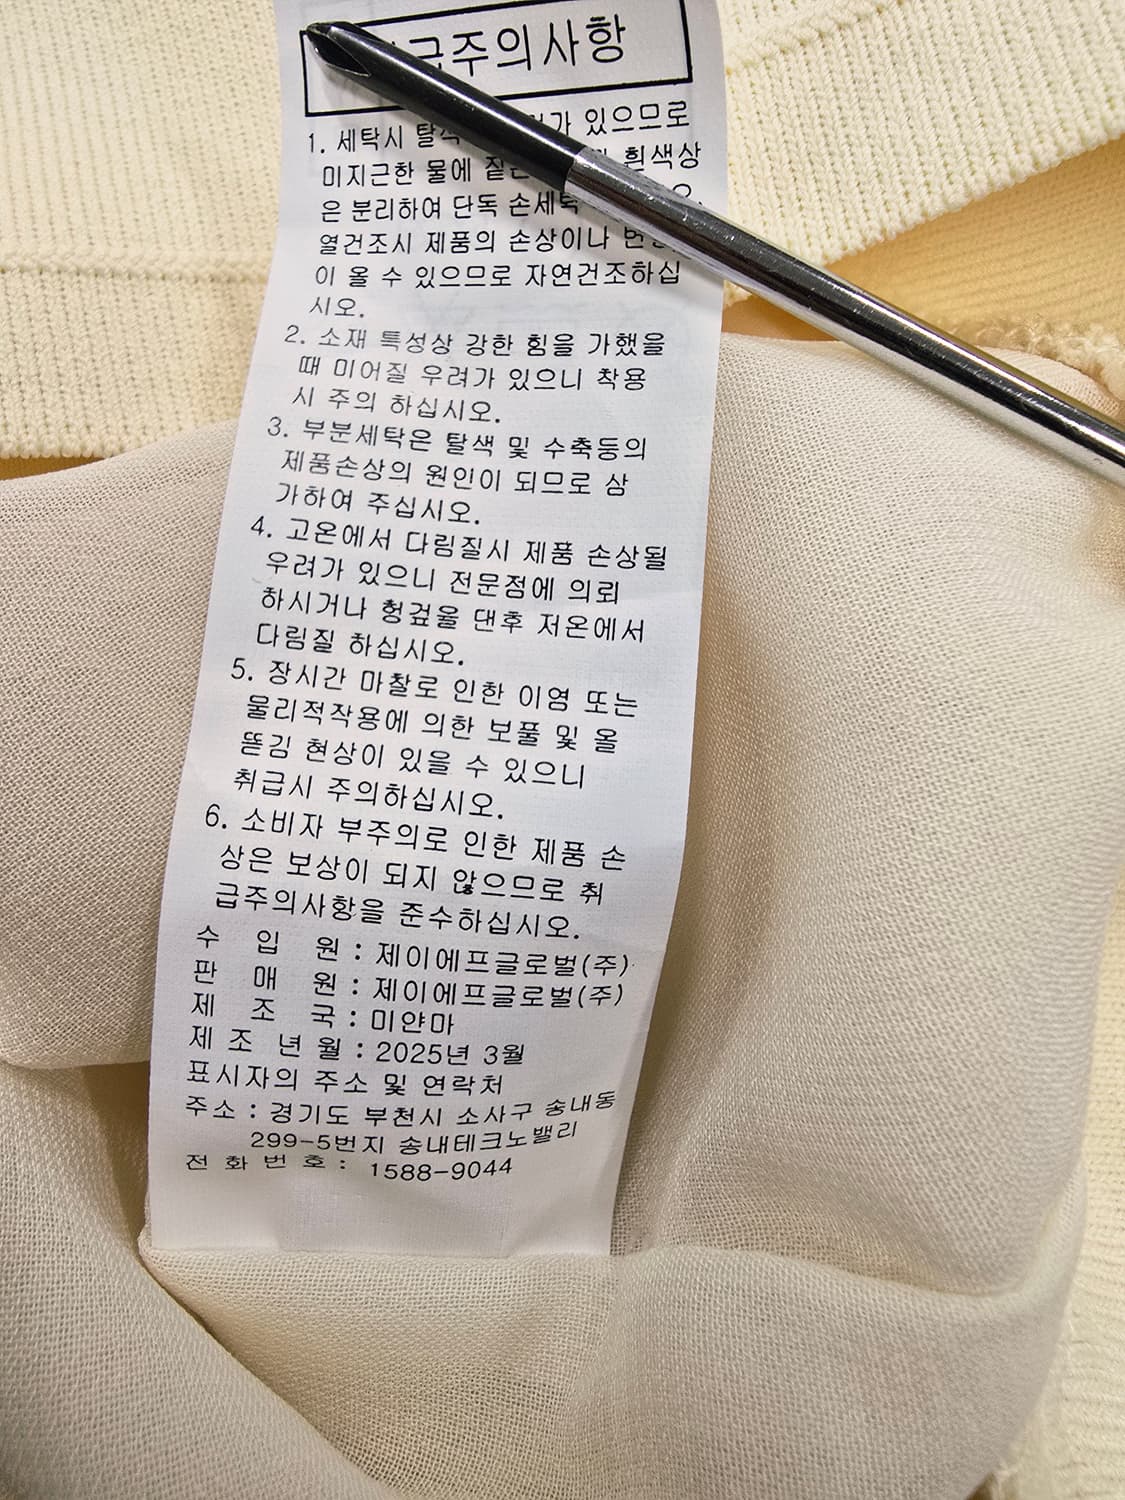 급주의사항
1. 세탁시 탈색 있으므로
미지근한 물에 짙은 흰색상
은 분리하여 단독 손세탁
열건조시 제품의 손상이나
이 올 수 있으므로 자연건조하십
시오.
2. 소재 특성상 강한 힘을 가했을
때 미어질 우려가 있으니 착용
시 주의 하십시오.
3. 부분세탁은 탈색 및 수축등의
제품손상의 원인이 되므로 삼
가하여 주십시오.
4. 고온에서 다림질시 제품 손상될
우려가 있으니 전문점에 의뢰
하시거나 헝겊을 댄후 저온에서
다림질 하십시오.
5. 장시간 마찰로 인한 이염 또는
물리적작용에 의한 보풀 및 올
뜯김 현상이 있을 수 있으니
취급시 주의하십시오.
6. 소비자 부주의로 인한 제품 손
상은 보상이 되지 않으므로 취
급주의사항을 준수하십시오.
수 입 원 : 제이에프글로벌(주)
판 매 원 : 제이에프글로벌(주)
제 조 국 : 미얀마
제 조 년 월 : 2025년 3월
표시자의 주소 및 연락처
주소 : 경기도 부천시 소사구 송내동
299-5번지 송내테크노밸리
전 화 번 호 : 1588-9044